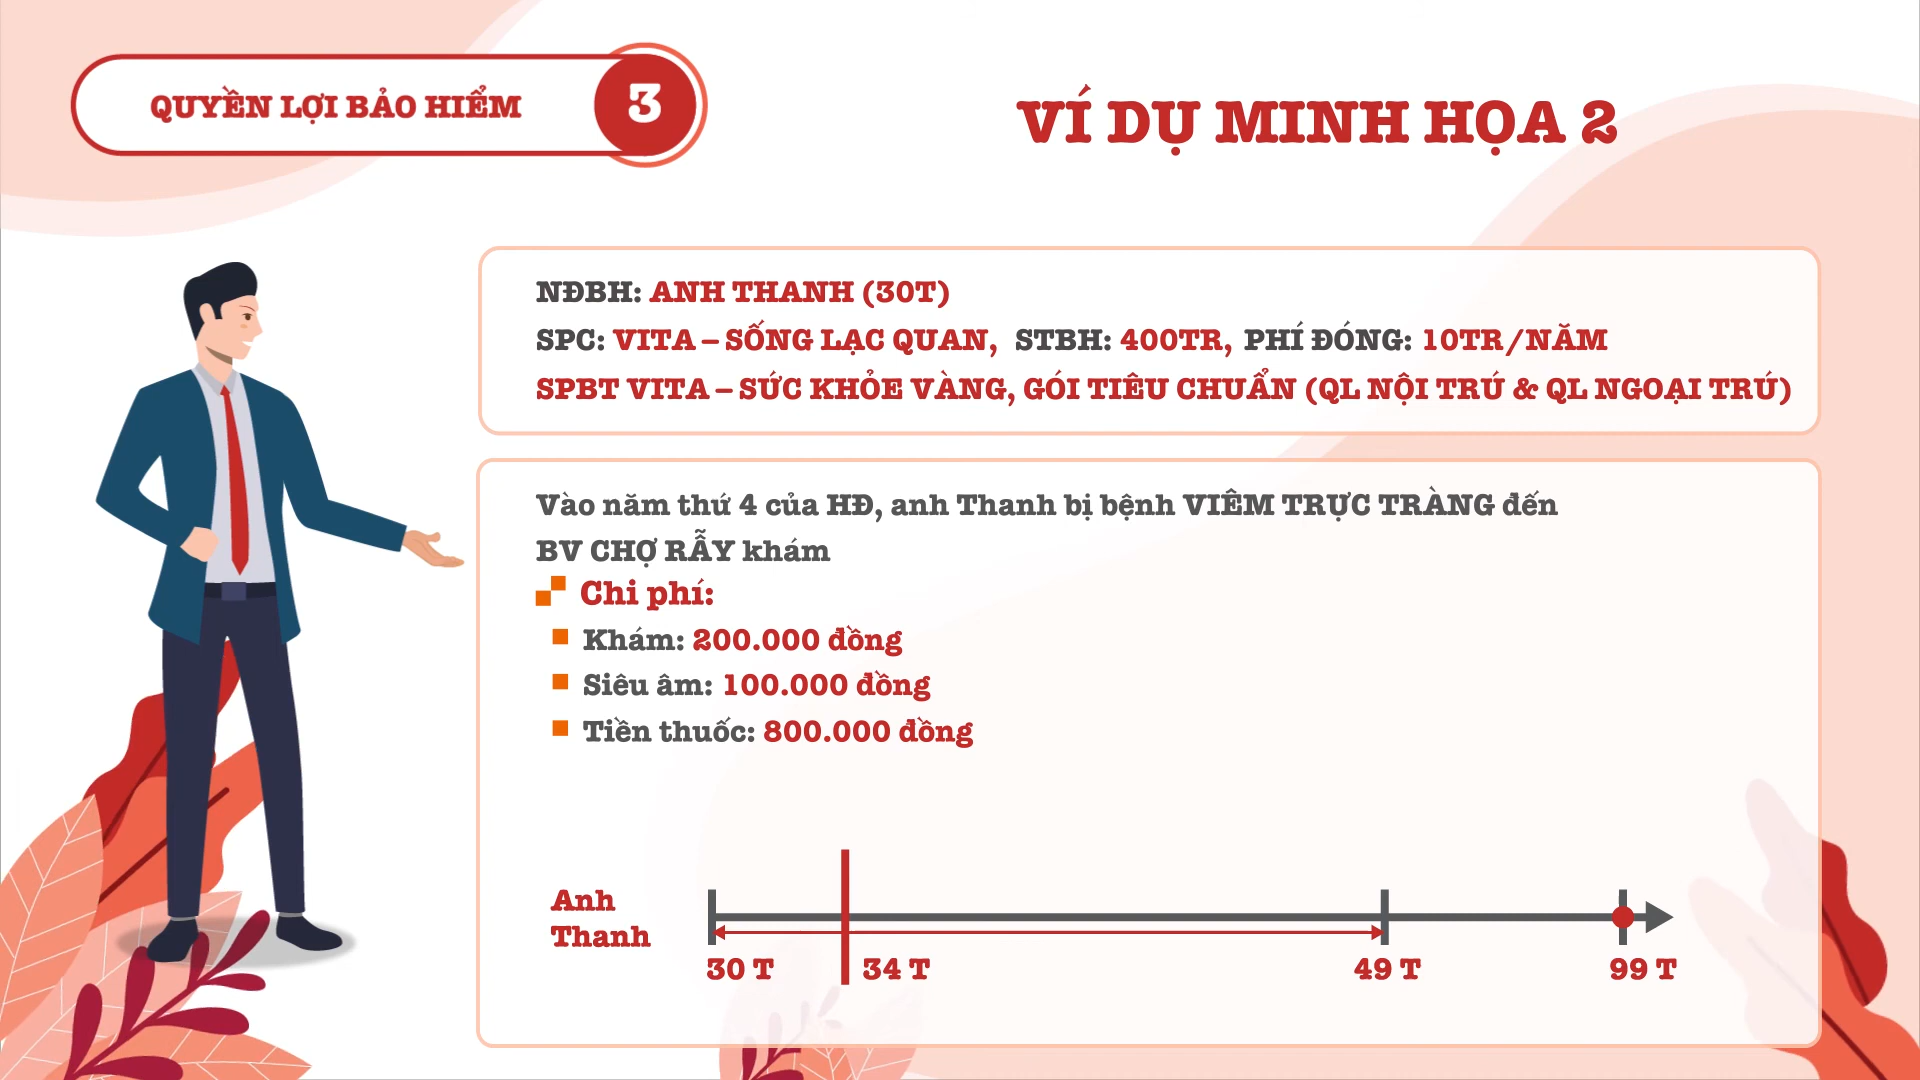 QUYỀN LỢI BẢO HIỂM 3
VÍ DỤ MINH HỌA 2
NĐBH: ANH THANH (30T)
SPC: VITA – SỐNG LẠC QUAN, STBH: 400TR, PHÍ ĐÓNG: 10TR/NĂM
SPBT VITA – SỨC KHỎE VÀNG, GÓI TIÊU CHUẨN (QL NỘI TRÚ & QL NGOẠI TRÚ)
Vào năm thứ 4 của HĐ, anh Thanh bị bệnh VIÊM TRỰC TRÀNG đến
BV CHỢ RẪY khám
Chi phí:
Khám: 200.000 đồng
Siêu âm: 100.000 đồng
Tiền thuốc: 800.000 đồng
Anh
Thanh
30 T 34 T 49 T 99 T